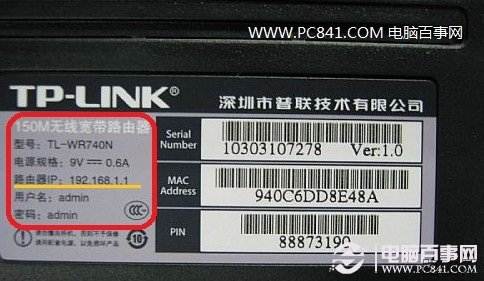 WWW.PC841.COM 电脑百事网
TP-LINK®
深圳市普联技术有限公司
150M无线宽带路由器
型号：TL-WR740N
电源规格：9V⎓0.6A
路由器IP：192.168.1.1
用户名：admin
密码：admin
CCC
10
Serial
Number
10303107278 Ver:1.0
MAC
Address
940C6DD8E48A
PIN
88873190
电脑百事网
WWW.PC841.COM